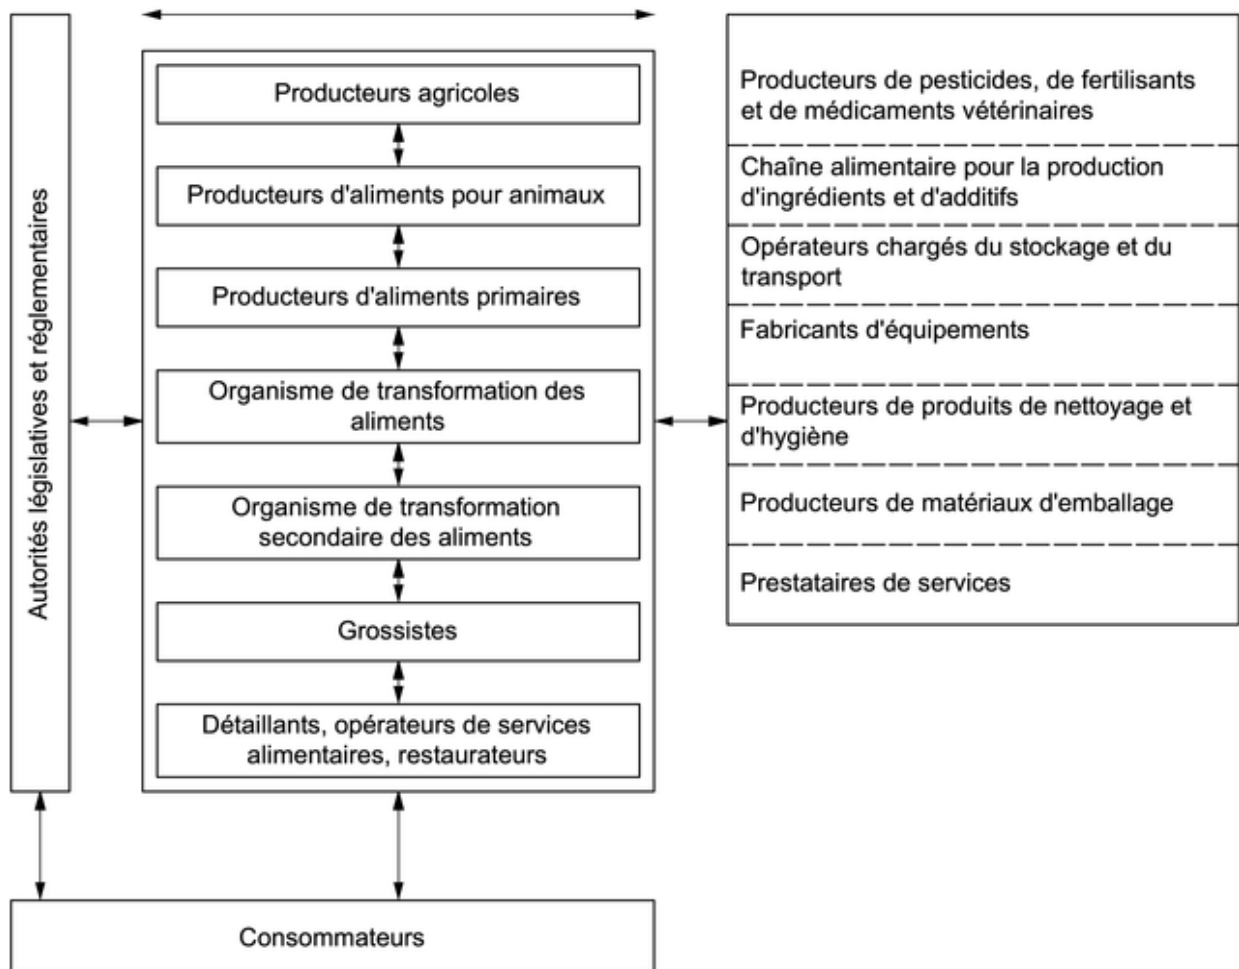 Autorités législatives et réglementaires
Producteurs agricoles
Producteurs d'aliments pour animaux
Producteurs d'aliments primaires
Organisme de transformation des
aliments
Organisme de transformation
secondaire des aliments
Grossistes
Détaillants, opérateurs de services
alimentaires, restaurateurs
Producteurs de pesticides, de fertilisants
et de médicaments vétérinaires
Chaîne alimentaire pour la production
d'ingrédients et d'additifs
Opérateurs chargés du stockage et du
transport
Fabricants d'équipements
Producteurs de produits de nettoyage et
d'hygiène
Producteurs de matériaux d'emballage
Prestataires de services
Consommateurs